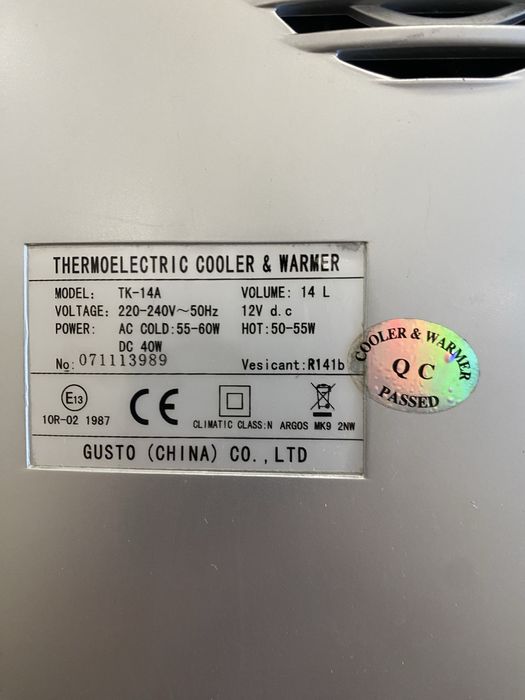 THERMOELECTRIC COOLER & WARMER
MODEL: TK-14A VOLUME: 14 L
VOLTAGE: 220-240V~50Hz 12V d.c
POWER: AC COLD:55-60W HOT:50-55W
DC 40W
No: 071113989 Vesicant:R141b
E13
10R-02 1987 CE CLIMATIC CLASS:N ARGOS MK9 2NW
GUSTO (CHINA) CO.,LTD
COOLER & WARMER
QC
PASSED